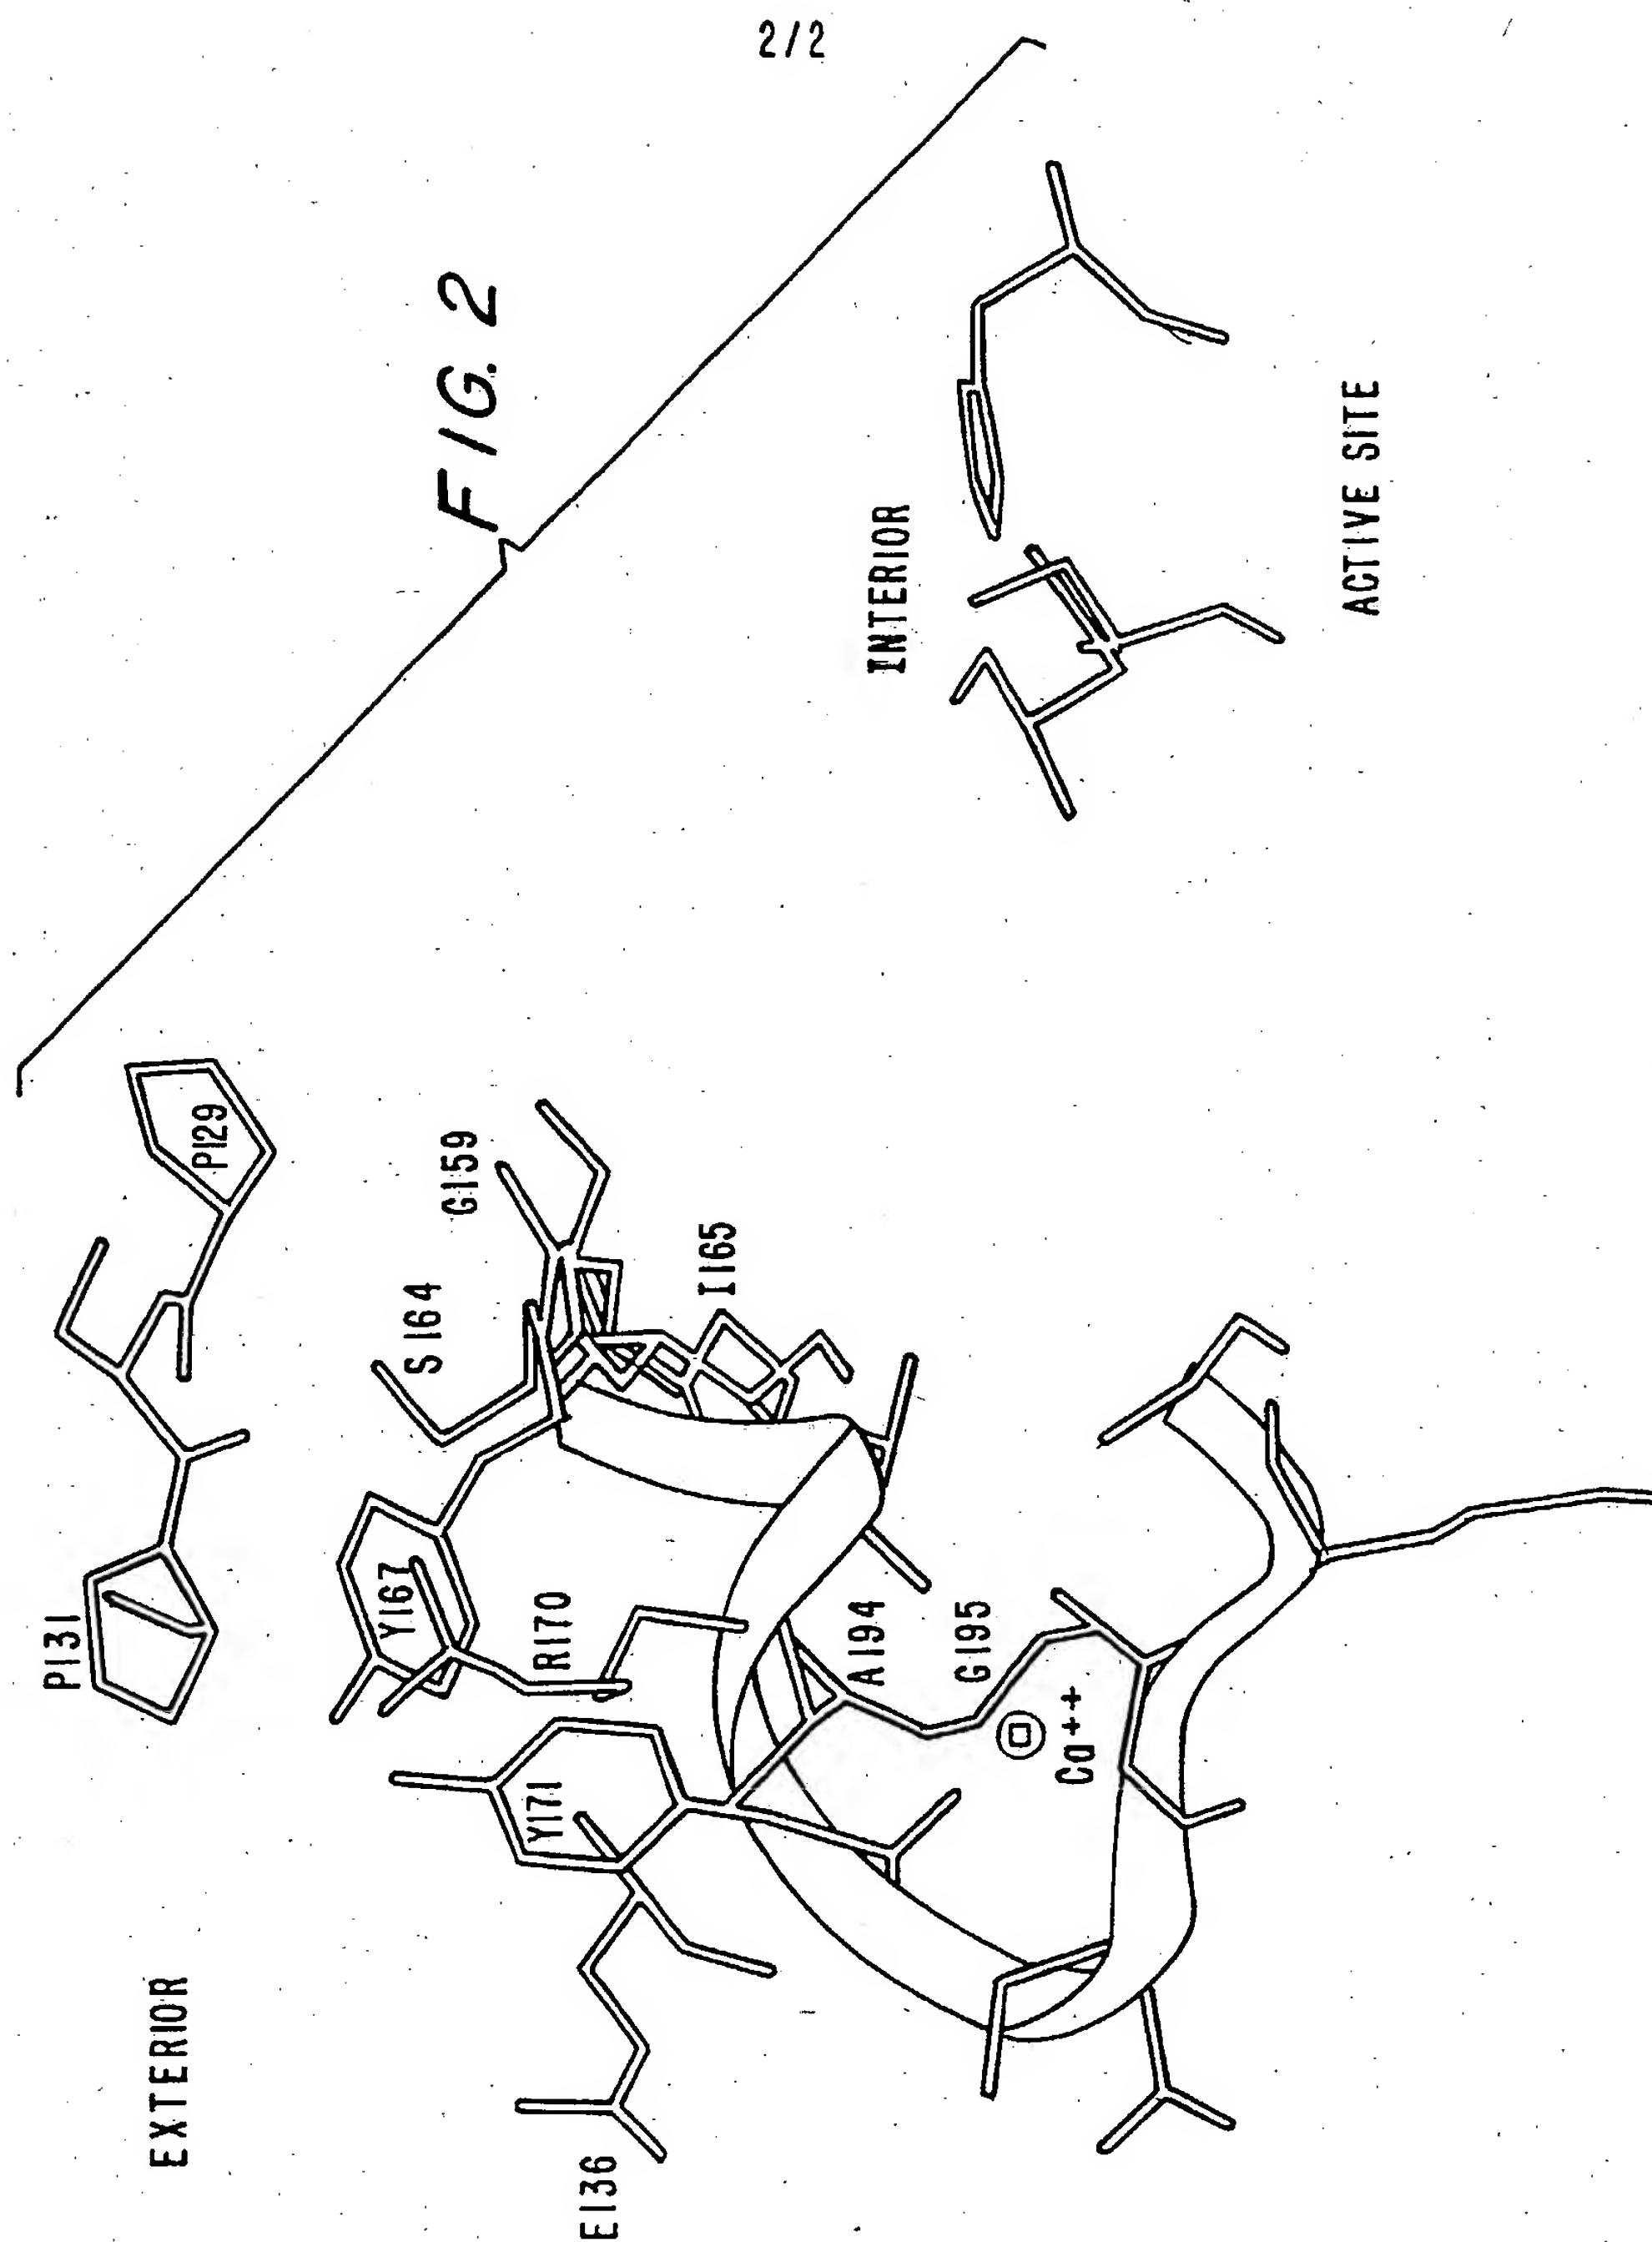 2/2
FIG. 2
EXTERIOR
P131
P129
E136
Y171
Y167
R170
S164
G159
I165
A194
G195
Ca++
INTERIOR
ACTIVE SITE